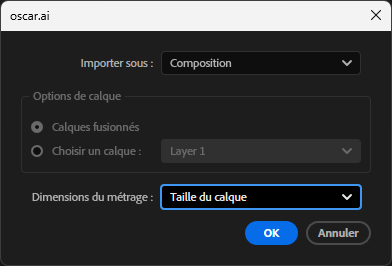 oscar.ai
Importer sous : Composition
Options de calque
Calques fusionnés
Choisir un calque : Layer 1
Dimensions du métrage : Taille du calque
OK Annuler